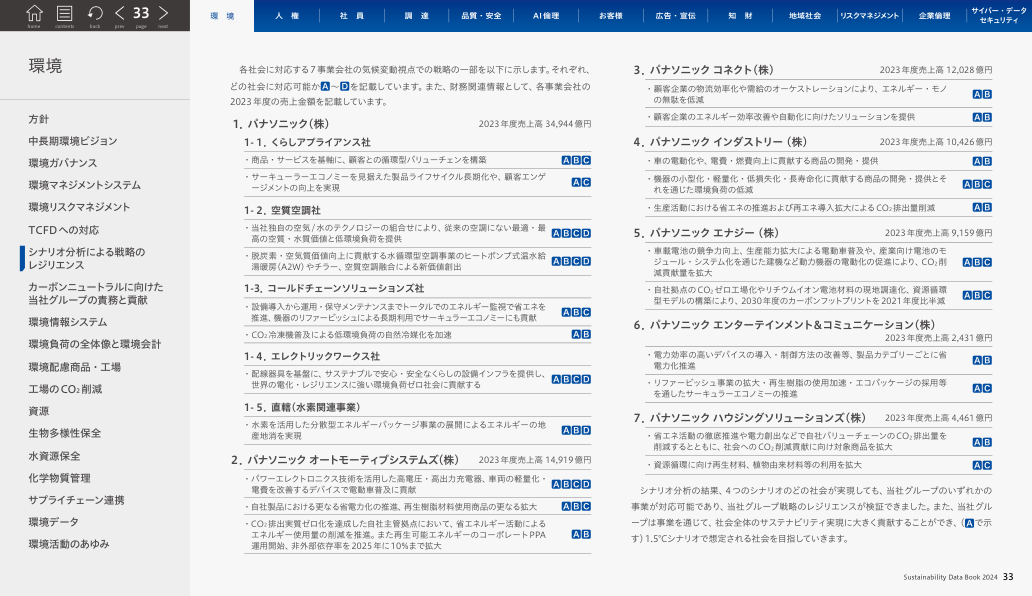 33
home
contents
back
prev
page
next
環 境
人 権
社 員
調 達
品質・安全
AI倫理
お客様
広告・宣伝
知 財
地域社会
リスクマネジメント
企業倫理
サイバー・データ
セキュリティ
環境
方針
中長期環境ビジョン
環境ガバナンス
環境マネジメントシステム
環境リスクマネジメント
TCFDへの対応
シナリオ分析による戦略の
レジリエンス
カーボンニュートラルに向けた
当社グループの責務と貢献
環境情報システム
環境負荷の全体像と環境会計
環境配慮商品・工場
工場のCO2削減
資源
生物多様性保全
水資源保全
化学物質管理
サプライチェーン連携
環境データ
環境活動のあゆみ
各社会に対応する7事業会社の気候変動視点での戦略の一部を以下に示します。それぞれ、
どの社会に対応可能かA〜Dを記載しています。また、財務関連情報として、各事業会社の
2023年度の売上金額を記載しています。
1. パナソニック(株) 2023年度売上高 34,944億円
1-1. くらしアプライアンス社
・商品・サービスを基軸に、顧客との循環型バリューチェンを構築 ABC
・サーキューラーエコノミーを見据えた製品ライフサイクル長期化や、顧客エンゲ
ージメントの向上を実現 AC
1-2. 空質空調社
・当社独自の空気/水のテクノロジーの組合せにより、従来の空調にない最適・最
高の空質・水質価値と低環境負荷を提供 ABCD
・脱炭素・空気質価値向上に貢献する水循環型空調事業のヒートポンプ式温水給
湯暖房(A2W)やチラー、空質空調融合による新価値創出 ABCD
1-3. コールドチェーンソリューションズ社
・設備導入から運用・保守メンテナンスまでトータルでのエネルギー監視で省エネを
推進、機器のリファービッシュによる長期利用でサーキュラーエコノミーにも貢献 ABC
・CO2冷凍機普及による低環境負荷の自然冷媒化を加速 AB
1-4. エレクトリックワークス社
・配線器具を基盤に、サステナブルで安心・安全なくらしの設備インフラを提供し、
世界の電化・レジリエンスに強い環境負荷ゼロ社会に貢献する ABCD
1-5. 直轄(水素関連事業)
・水素を活用した分散型エネルギーパッケージ事業の展開によるエネルギーの地
産地消を実現 ABD
2. パナソニック オートモーティブシステムズ(株) 2023年度売上高 14,919億円
・パワーエレクトロニクス技術を活用した高電圧・高出力充電器、車両の軽量化・
電費を改善するデバイスで電動車普及に貢献 ABCD
・自社製品における更なる省電力化の推進、再生樹脂材料使用商品の更なる拡大 ABC
・CO2排出実質ゼロ化を達成した自社主管拠点において、省エネルギー活動による
エネルギー使用量の削減を推進。また再生可能エネルギーのコーポレートPPA
運用開始、非外部依存率を2025年に10%まで拡大 AB
3. パナソニック コネクト(株) 2023年度売上高 12,028億円
・顧客企業の物流効率化や需給のオーケストレーションにより、エネルギー・モノ
の無駄を低減 AB
・顧客企業のエネルギー効率改善や自動化に向けたソリューションを提供 AB
4. パナソニック インダストリー (株) 2023年度売上高 10,426億円
・車の電動化や、電費・燃費向上に貢献する商品の開発・提供 AB
・機器の小型化・軽量化・低損失化・長寿命化に貢献する商品の開発・提供とそ
れを通じた環境負荷の低減 ABC
・生産活動における省エネの推進および再エネ導入拡大によるCO2排出量削減 AB
5. パナソニック エナジー(株) 2023年度売上高 9,159億円
・車載電池の競争力向上、生産能力拡大による電動車普及や、産業向け電池のモ
ジュール・システム化を通じた建機など動力機器の電動化の促進により、CO2削
減貢献量を拡大 ABC
・自社拠点のCO2ゼロ工場化やリチウムイオン電池材料の現地調達化、資源循環
型モデルの構築により、2030年度のカーボンフットプリントを2021年度比半減 ABC
6. パナソニック エンターテインメント&コミュニケーション(株)
2023年度売上高 2,431億円
・電力効率の高いデバイスの導入・制御方法の改善等、製品カテゴリーごとに省
電力化推進 AB
・リファービッシュ事業の拡大・再生樹脂の使用加速・エコパッケージの採用等
を通したサーキュラーエコノミーの推進 AC
7. パナソニック ハウジングソリューションズ(株) 2023年度売上高 4,461億円
・省エネ活動の徹底推進や電力創出などで自社バリューチェーンのCO2排出量を
削減するとともに、社会へのCO2削減貢献に向け対象商品を拡大 AB
・資源循環に向け再生材料、植物由来材料等の利用を拡大 AC
シナリオ分析の結果、4つのシナリオのどの社会が実現しても、当社グループのいずれかの
事業が対応可能であり、当社グループ戦略のレジリエンスが検証できました。また、当社グル
ープは事業を通じて、社会全体のサステナビリティ実現に大きく貢献することができ、(Aで示
す) 1.5℃シナリオで想定される社会を目指していきます。
Sustainability Data Book 2024 33